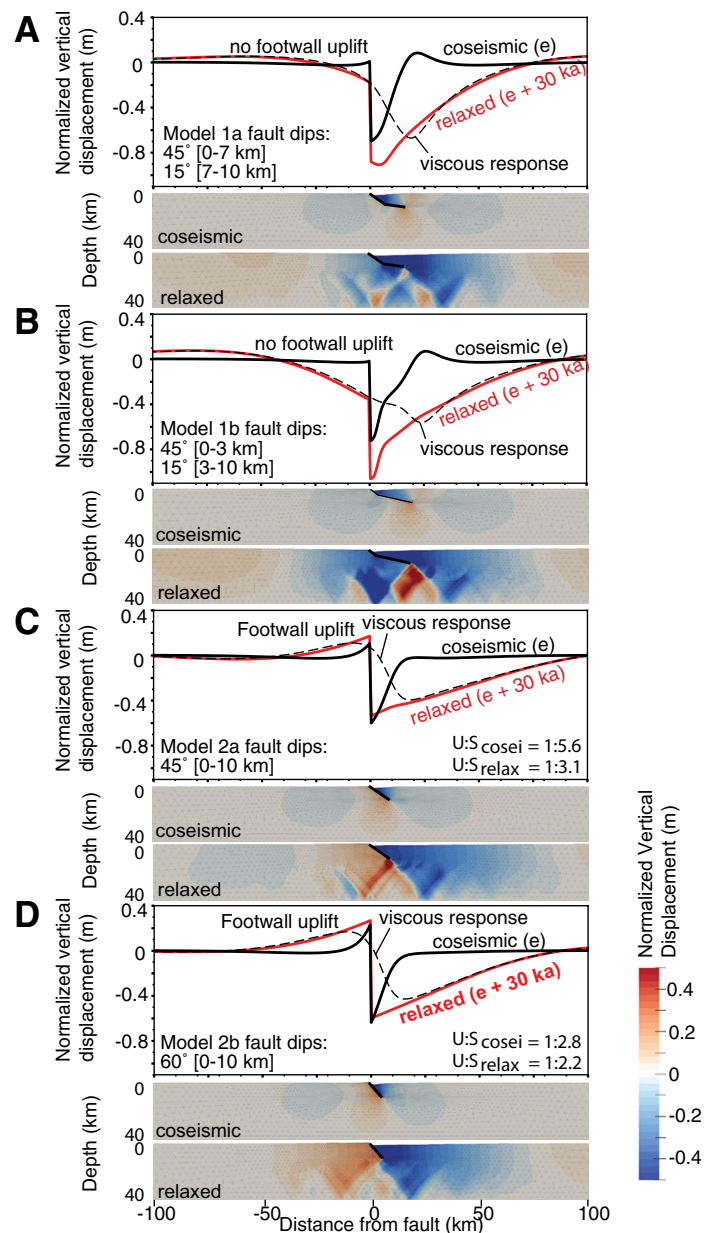 A
Normalized vertical
displacement (m)
0.4
0
-0.4
-0.8
no footwall uplift
coseismic (e)
relaxed (e + 30 ka)
viscous response
Model 1a fault dips:
45˚ [0-7 km]
15˚ [7-10 km]
Depth (km)
0
40
coseismic
0
40
relaxed
B
Normalized vertical
displacement (m)
0.4
0
-0.4
-0.8
no footwall uplift
coseismic (e)
relaxed (e + 30 ka)
viscous response
Model 1b fault dips:
45˚ [0-3 km]
15˚ [3-10 km]
Depth (km)
0
40
coseismic
0
40
relaxed
C
Normalized vertical
displacement (m)
0.4
0
-0.4
-0.8
Footwall uplift
viscous response
coseismic (e)
relaxed (e + 30 ka)
Model 2a fault dips:
45˚ [0-10 km]
U:S cosei = 1:5.6
U:S relax = 1:3.1
Depth (km)
0
40
coseismic
0
40
relaxed
D
Normalized vertical
displacement (m)
0.4
0
-0.4
-0.8
Footwall uplift
viscous response
coseismic (e)
relaxed (e + 30 ka)
Model 2b fault dips:
60˚ [0-10 km]
U:S cosei = 1:2.8
U:S relax = 1:2.2
Depth (km)
0
40
coseismic
0
40
relaxed
-100
-50
0
50
100
Distance from fault (km)
Normalized Vertical
Displacement (m)
0.4
0.2
0
-0.2
-0.4